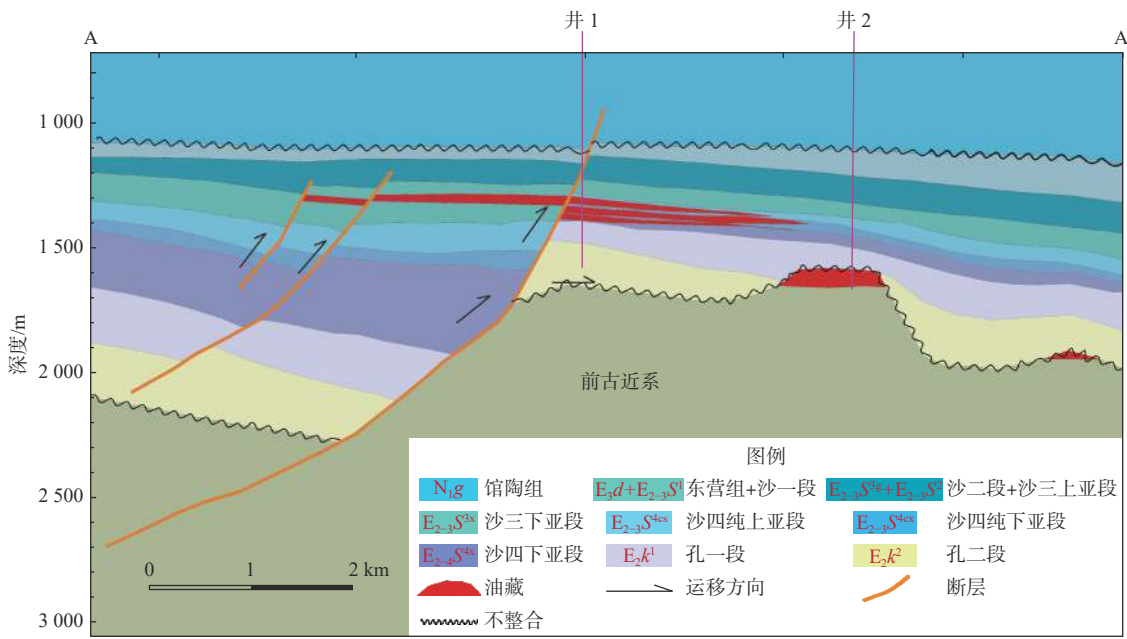 井 1
井 2
A
A
深度/m
1 000
1 500
2 000
2 500
3 000
前古近系
0
1
2 km
图例
N₁g 馆陶组
E₃d+E₂₋₃S¹ 东营组+沙一段
E₂₋₃S³ᵍ+E₂₋₃S² 沙二段+沙三上亚段
E₂₋₃S³ˣ 沙三下亚段
E₂₋₃S⁴ᶜˢ 沙四纯上亚段
E₂₋₃S⁴ᶜˣ 沙四纯下亚段
E₂₋₄S⁴ˣ 沙四下亚段
E₂k¹ 孔一段
E₂k² 孔二段
油藏
运移方向
断层
不整合